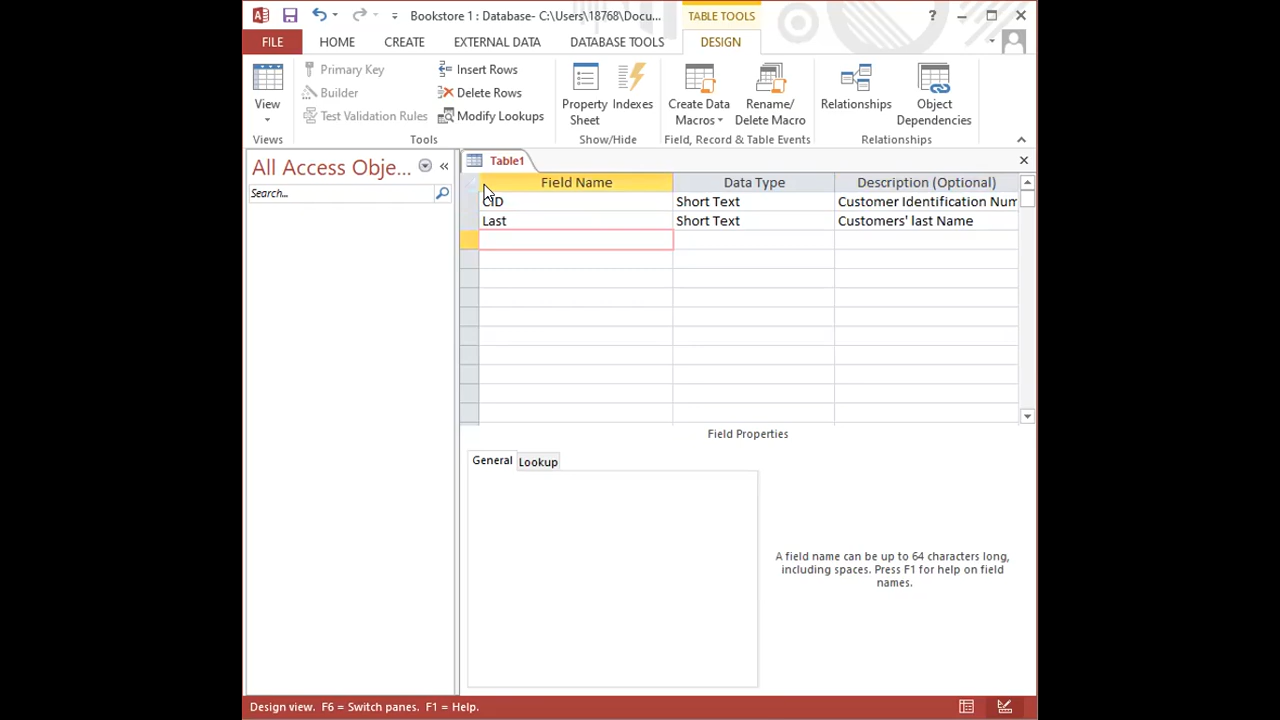 Bookstore 1 : Database- C:\Users\18768\Docu...
TABLE TOOLS
?
FILE
HOME
CREATE
EXTERNAL DATA
DATABASE TOOLS
DESIGN
View
Views
Primary Key
Builder
Test Validation Rules
Insert Rows
Delete Rows
Modify Lookups
Tools
Property
Sheet
Indexes
Show/Hide
Create Data
Macros
Rename/
Delete Macro
Field, Record & Table Events
Relationships
Object
Dependencies
Relationships
All Access Obje...
Search...
Table1
Field Name
Data Type
Description (Optional)
CID
Short Text
Customer Identification Num
Last
Short Text
Customers' last Name
Field Properties
General
Lookup
A field name can be up to 64 characters long,
including spaces. Press F1 for help on field
names.
Design view.  F6 = Switch panes.  F1 = Help.